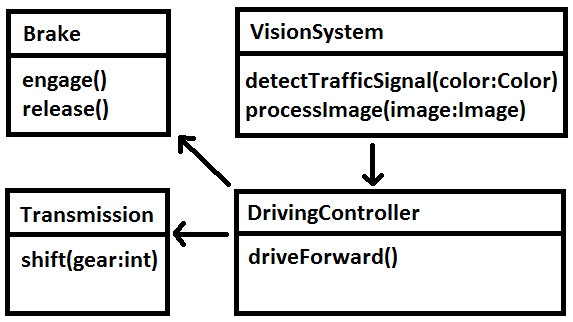 Brake
engage()
release()
VisionSystem
detectTrafficSignal(color:Color)
processImage(image:Image)
Transmission
shift(gear:int)
DrivingController
driveForward()